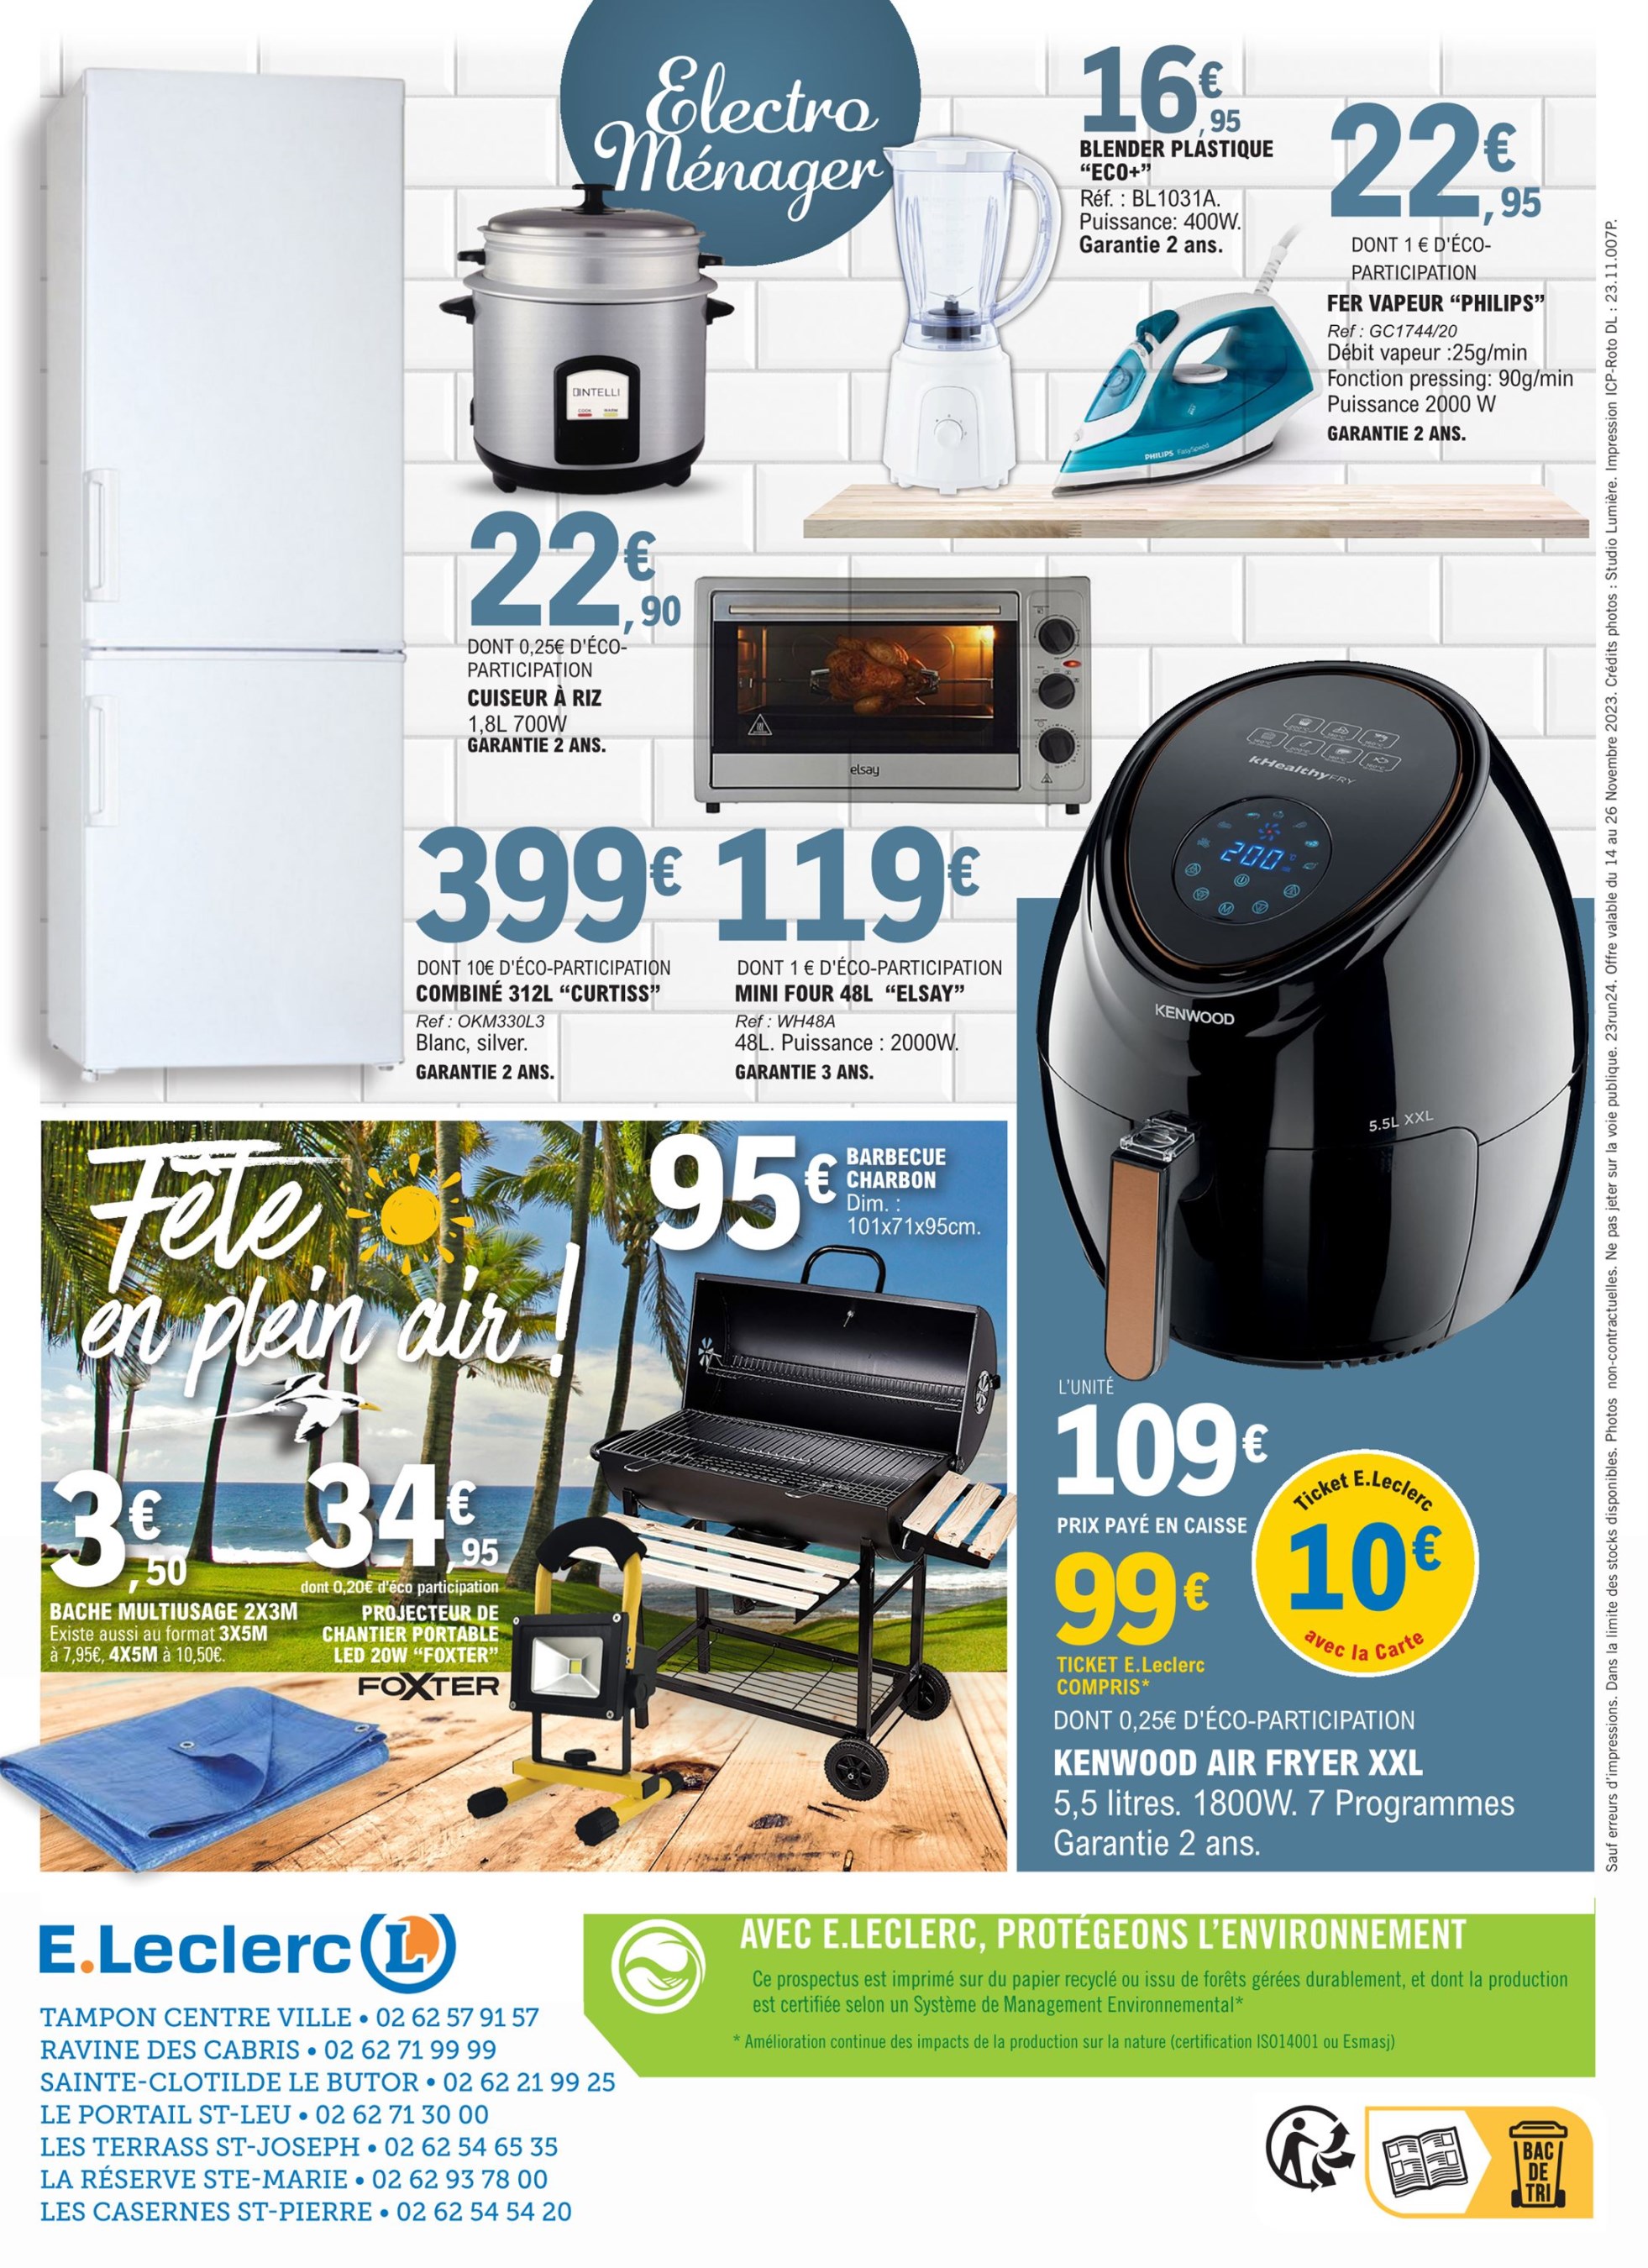 Electro
Ménager
16€,95
BLENDER PLASTIQUE
“ECO+”
Réf. : BL1031A.
Puissance: 400W.
Garantie 2 ans.
22€,95
DONT 1 € D'ÉCO-
PARTICIPATION
FER VAPEUR “PHILIPS”
Ref : GC1744/20
Débit vapeur :25g/min
Fonction pressing: 90g/min
Puissance 2000 W
GARANTIE 2 ANS.
PHILIPS EasySpeed
INTELLI
COOK WARM
22€,90
DONT 0,25€ D'ÉCO-
PARTICIPATION
CUISEUR À RIZ
1,8L 700W
GARANTIE 2 ANS.
elsay
399€
DONT 10€ D'ÉCO-PARTICIPATION
COMBINÉ 312L “CURTISS”
Ref : OKM330L3
Blanc, silver.
GARANTIE 2 ANS.
119€
DONT 1 € D'ÉCO-PARTICIPATION
MINI FOUR 48L “ELSAY”
Ref : WH48A
48L. Puissance : 2000W.
GARANTIE 3 ANS.
kHealthyFRY
200°
KENWOOD
5.5L XXL
L'UNITÉ
109€
PRIX PAYÉ EN CAISSE
99€
TICKET E.Leclerc
COMPRIS*
Ticket E.Leclerc
10€
avec la Carte
DONT 0,25€ D'ÉCO-PARTICIPATION
KENWOOD AIR FRYER XXL
5,5 litres. 1800W. 7 Programmes
Garantie 2 ans.
Fête
en plein air !
95€
BARBECUE
CHARBON
Dim. :
101x71x95cm.
3€,50
BACHE MULTIUSAGE 2X3M
Existe aussi au format 3X5M
à 7,95€, 4X5M à 10,50€.
34€,95
dont 0,20€ d'éco participation
PROJECTEUR DE
CHANTIER PORTABLE
LED 20W “FOXTER”
FOXTER
Sauf erreurs d'impressions. Dans la limite des stocks disponibles. Photos non-contractuelles. Ne pas jeter sur la voie publique. 23run24. Offre valable du 14 au 26 Novembre 2023. Crédits photos : Studio Lumière. Impression ICP-Roto DL : 23.11.007P.
E.Leclerc L
TAMPON CENTRE VILLE • 02 62 57 91 57
RAVINE DES CABRIS • 02 62 71 99 99
SAINTE-CLOTILDE LE BUTOR • 02 62 21 99 25
LE PORTAIL ST-LEU • 02 62 71 30 00
LES TERRASS ST-JOSEPH • 02 62 54 65 35
LA RÉSERVE STE-MARIE • 02 62 93 78 00
LES CASERNES ST-PIERRE • 02 62 54 54 20
AVEC E.LECLERC, PROTÉGEONS L'ENVIRONNEMENT
Ce prospectus est imprimé sur du papier recyclé ou issu de forêts gérées durablement, et dont la production
est certifiée selon un Système de Management Environnemental*
* Amélioration continue des impacts de la production sur la nature (certification ISO14001 ou Esmasj)
BAC
DE
TRI